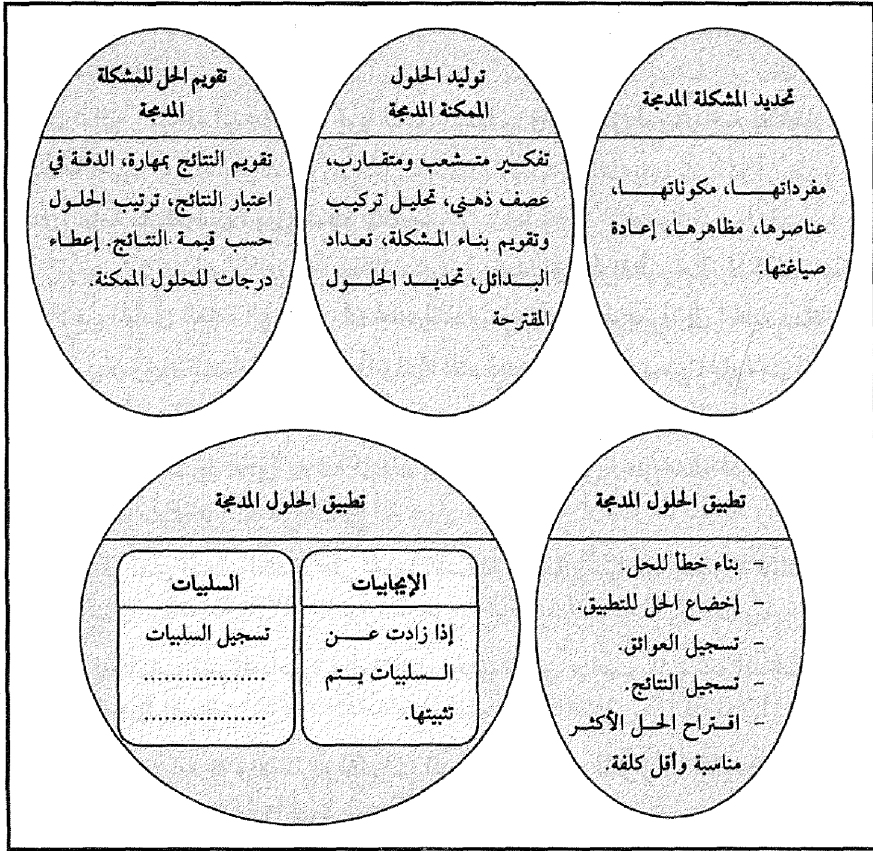 تحديد المشكلة المدمجة
مفرداتهـــا، مكوناتهـــا،
عناصرها، مظاهرها، إعادة
صياغتها.
توليد الحلول
الممكنة المدمجة
تفكير متشعب ومتقارب،
عصف ذهني، تحليل تركيب
وتقويم بناء المشكلة، تعداد
البدائل، تحديد الحلول
المقترحة
تقويم الحل للمشكلة
المدمجة
تقويم النتائج بمهارة، الدقة في
اعتبار النتائج، ترتيب الحلول
حسب قيمة النتائج. إعطاء
درجات للحلول الممكنة.
تطبيق الحلول المدمجة
- بناء خطأ للحل.
- إخضاع الحل للتطبيق.
- تسجيل العوائق.
- تسجيل النتائج.
- اقتراح الحل الأكثر
مناسبة وأقل كلفة.
تطبيق الحلول المدمجة
الإيجابيات
إذا زادت عن
السلبيات يتم
تثبيتها.
السلبيات
تسجيل السلبيات
..................
..................